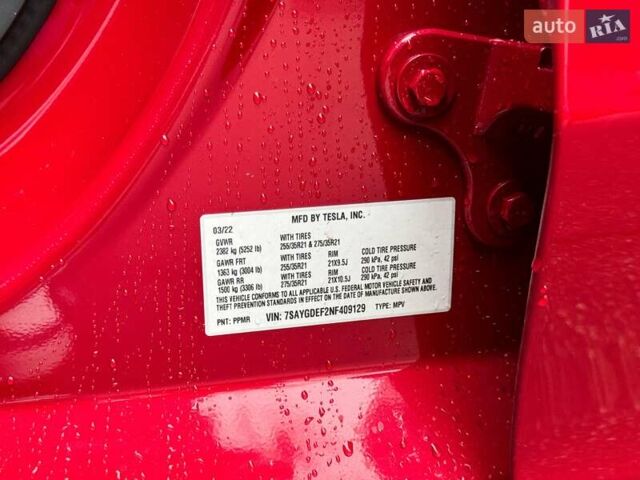 auto RIA.com
MFD BY TESLA, INC.
03/22
GVWR WITH TIRES
2382 kg (5252 lb) 255/35R21 & 275/35R21
GAWR FRT WITH TIRES RIM COLD TIRE PRESSURE
1363 kg (3004 lb) 255/35R21 21X9.5J 290 kPa, 42 psi
GAWR RR WITH TIRES RIM COLD TIRE PRESSURE
1500 kg (3306 lb) 275/35R21 21X10.5J 290 kPa, 42 psi
THIS VEHICLE CONFORMS TO ALL APPLICABLE U.S. FEDERAL MOTOR VEHICLE SAFETY AND
THEFT PREVENTION STANDARDS IN EFFECT ON THE DATE OF MANUFACTURE SHOWN ABOVE.
PNT: PPMR VIN: 7SAYGDEF2NF409129 TYPE: MPV